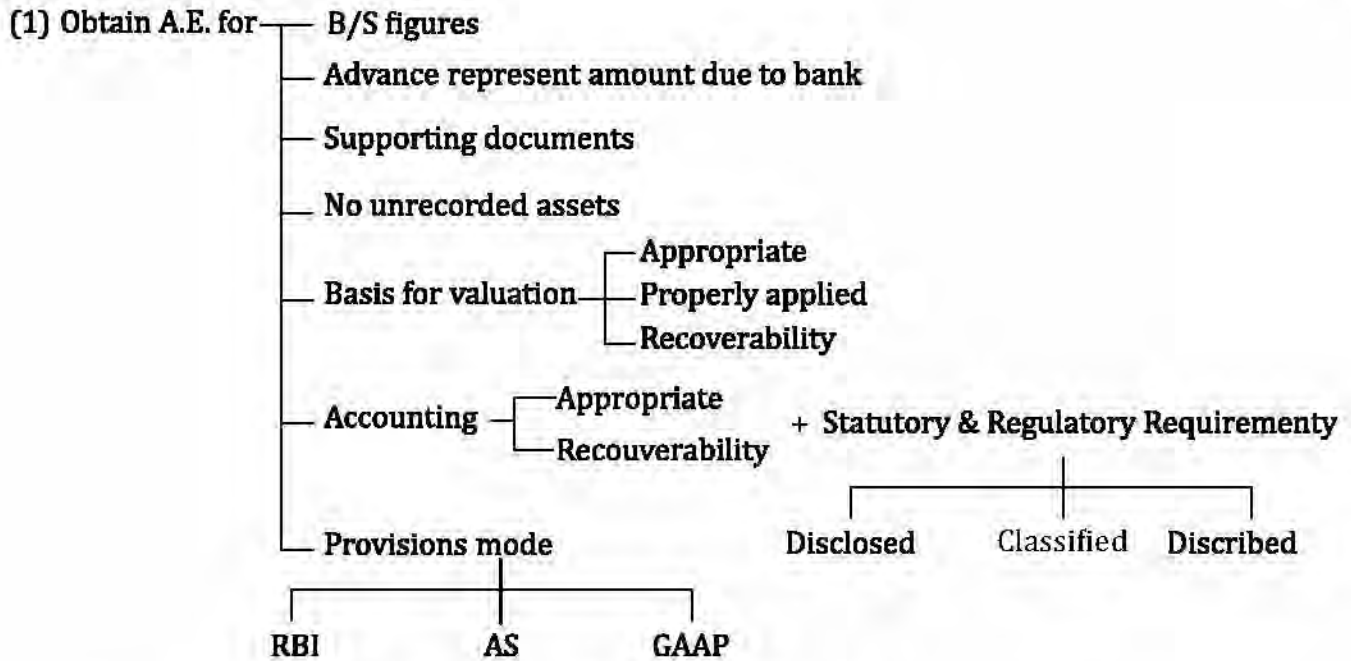 (1) Obtain A.E. for
B/S figures
Advance represent amount due to bank
Supporting documents
No unrecorded assets
Basis for valuation
Appropriate
Properly applied
Recoverability
Accounting
Appropriate
Recouverability
+ Statutory & Regulatory Requirementy
Disclosed Classified Discribed
Provisions mode
RBI AS GAAP